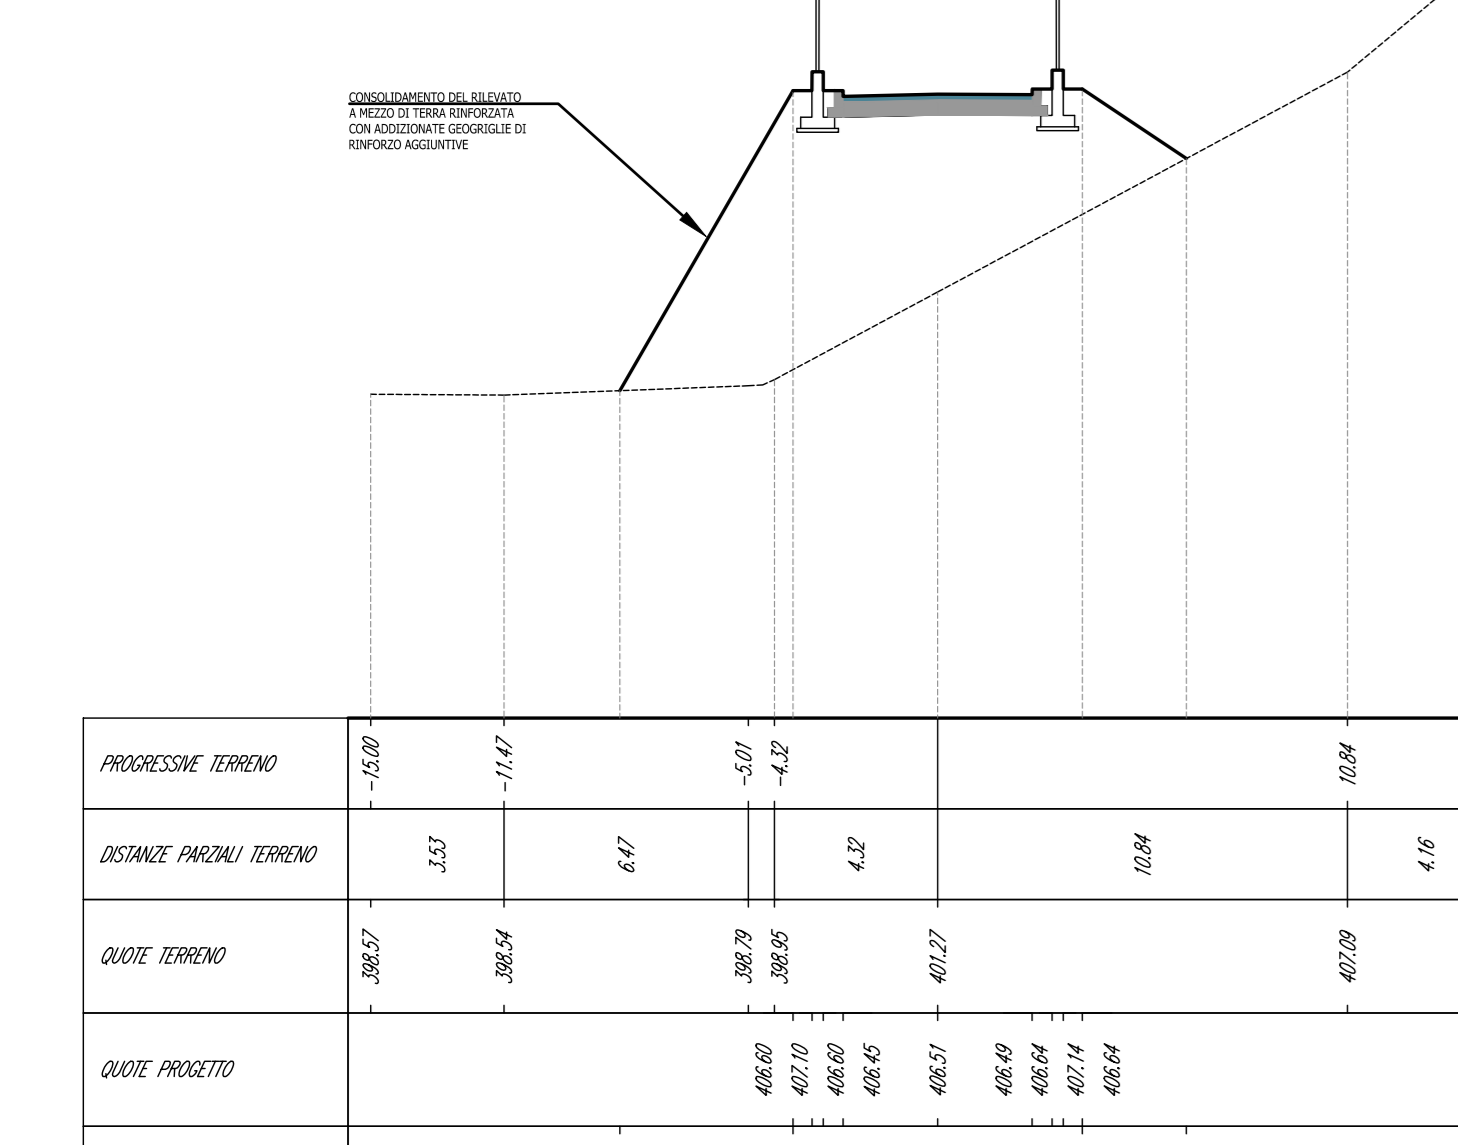 CONSOLIDAMENTO DEL RILEVATO
A MEZZO DI TERRA RINFORZATA
CON ADDIZIONATE GEOGRIGLIE DI
RINFORZO AGGIUNTIVE
PROGRESSIVE TERRENO
-15.00 -11.47 -5.01 -4.32 10.84
DISTANZE PARZIALI TERRENO
3.53 6.47 4.32 10.84 4.16
QUOTE TERRENO
398.57 398.54 398.79 398.95 401.27 407.09
QUOTE PROGETTO
406.60 407.10 406.60 406.45 406.51 406.49 406.64 407.14 406.64